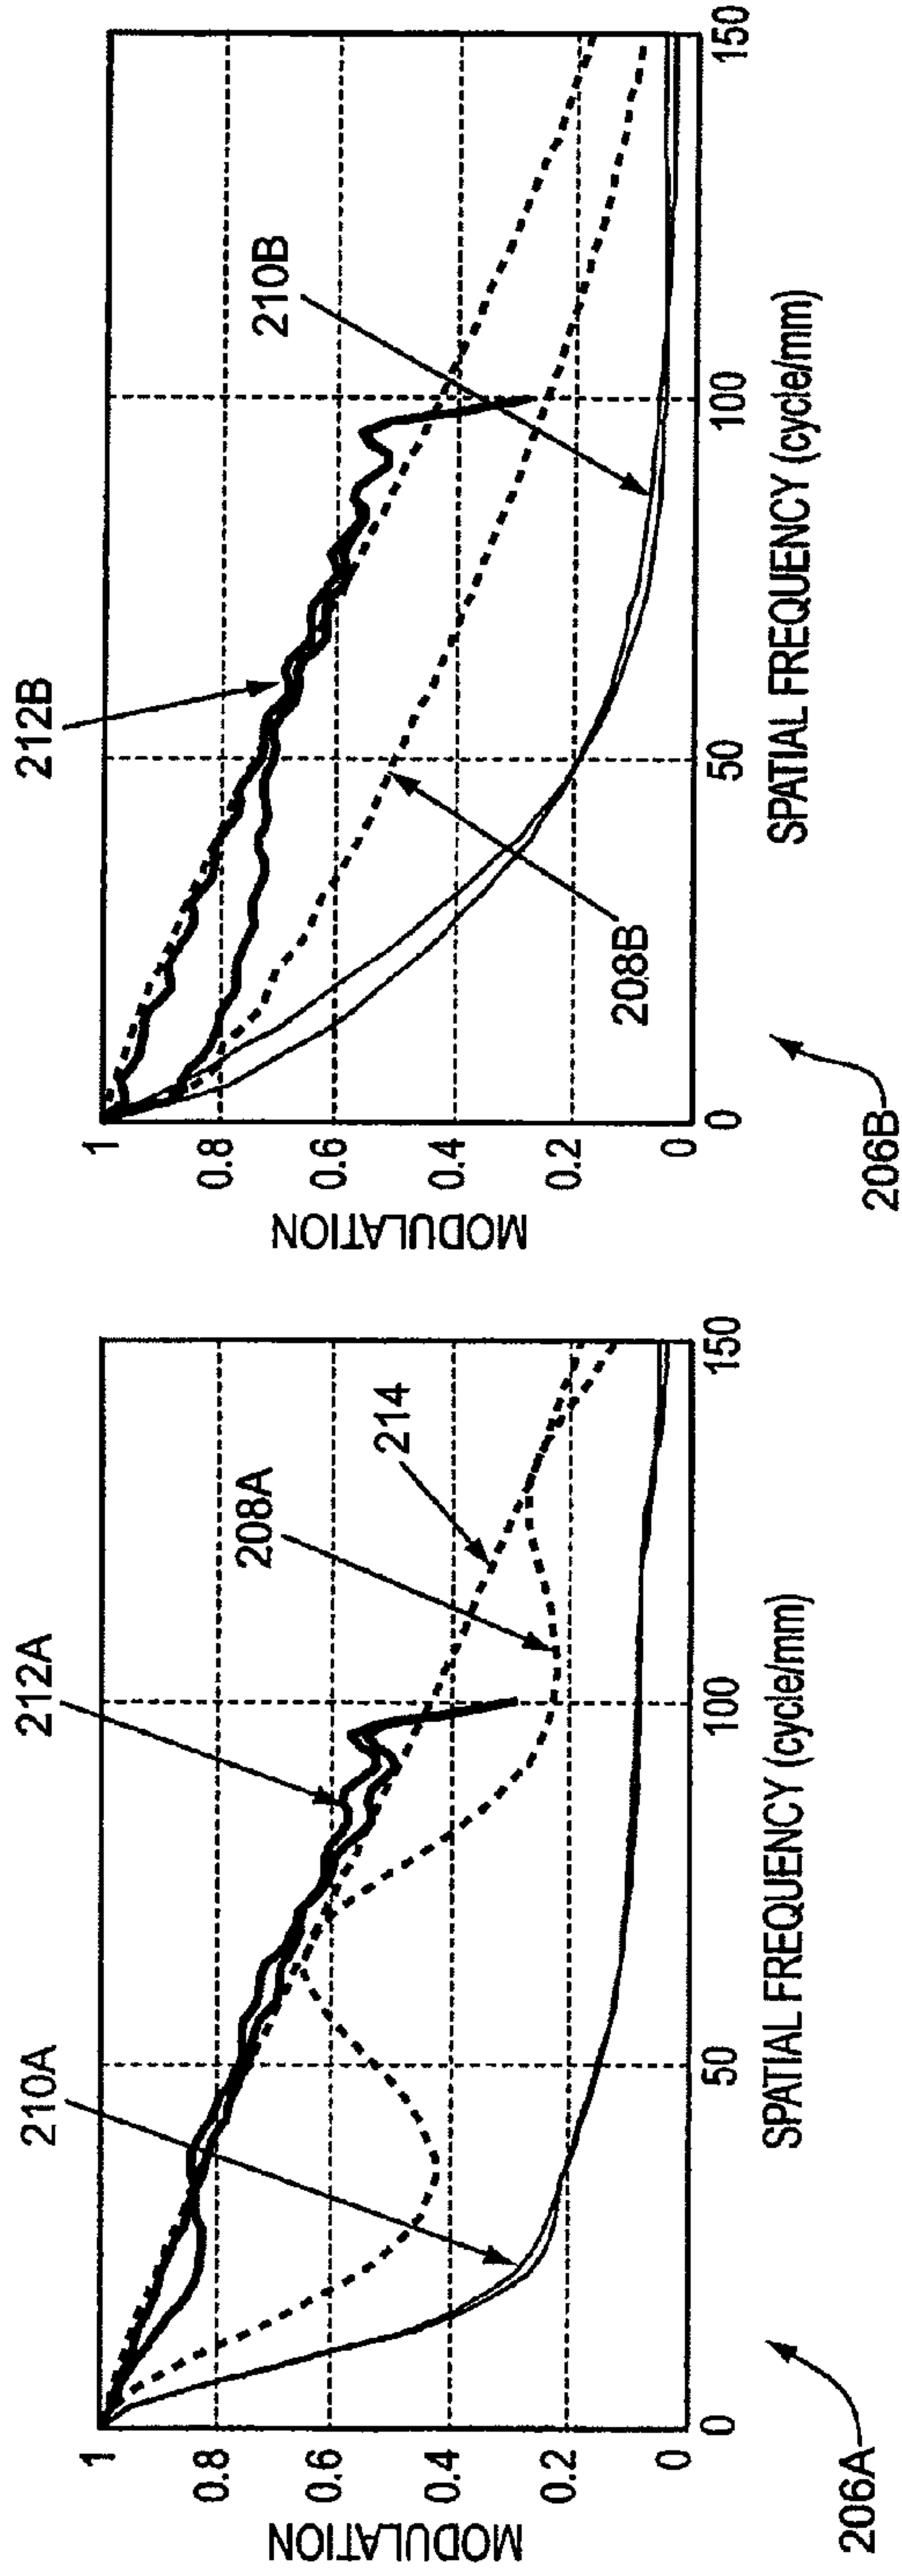 210A
212A
208A
214
MODULATION
1
0.8
0.6
0.4
0.2
0
0
50
100
150
SPATIAL FREQUENCY (cycle/mm)
206A
212B
210B
208B
MODULATION
1
0.8
0.6
0.4
0.2
0
0
50
100
150
SPATIAL FREQUENCY (cycle/mm)
206B